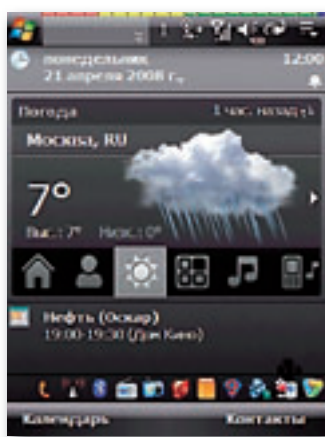 понедельник 12:00
21 апреля 2008 г.
Погода 1 час. назад
Москва, RU
7°
Выс.: 7° Низк.: 0°
Нефть (Оскар)
19:00-19:30 (Дом Кино)
Календарь Контакты